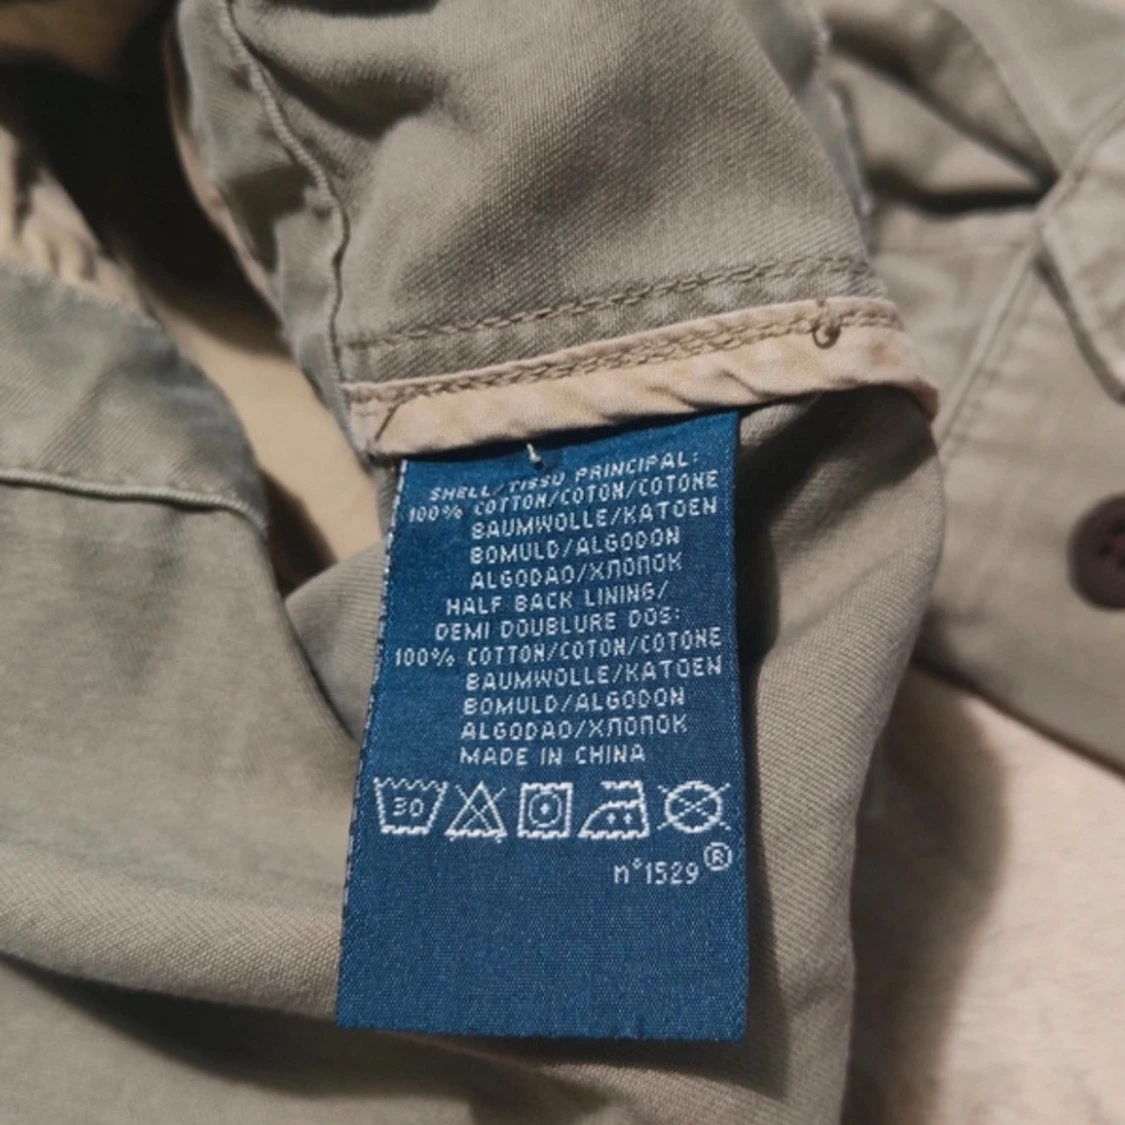 SHELL/TISSU PRINCIPAL:
100% COTTON/COTON/COTONE
BAUMWOLLE/KATOEN
BOMULD/ALGODON
ALGODAO/ХЛОПОК
HALF BACK LINING/
DEMI DOUBLURE DOS:
100% COTTON/COTON/COTONE
BAUMWOLLE/KATOEN
BOMULD/ALGODON
ALGODAO/ХЛОПОК
MADE IN CHINA
30
n°1529®